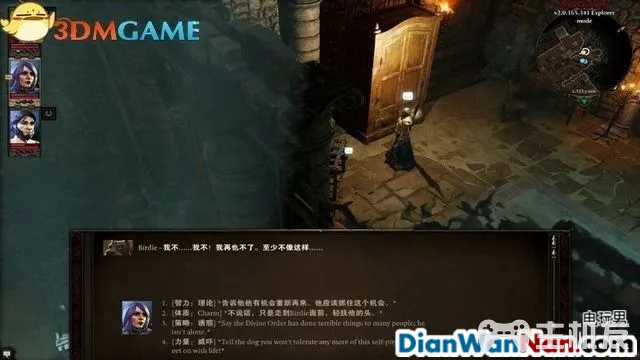 3DMGAME
v2.0.165.341 Explorer
mode
Birdie - 我不……我不！我再也不了。至少不像这样……
1. [智力：理论] *告诉他他有机会重新再来。他应该抓住这个机会。*
2. [体质：Charm] *不说话，只是走到Birdie面前，轻抚他的头。*
3. [策略：诱惑] *Say the Divine Order has done terrible things to many people; he
isn't alone.*
4. [力量：威吓] *Tell the dog you won't tolerate any more of this self-pi
get on with life!*
电玩男
DianWanNan.com